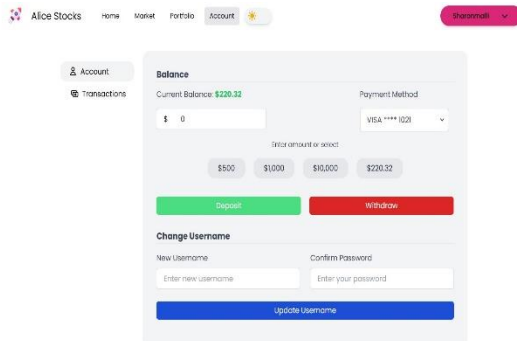 Alice Stocks Home Market Portfolio Account Sharanmalli
Account
Transactions
Balance
Current Balance: $220.32 Payment Method
$ 0 VISA **** 1021
Enter amount or select
$500 $1,000 $10,000 $220.32
Deposit Withdraw
Change Username
New Username Confirm Password
Enter new username Enter your password
Update Username